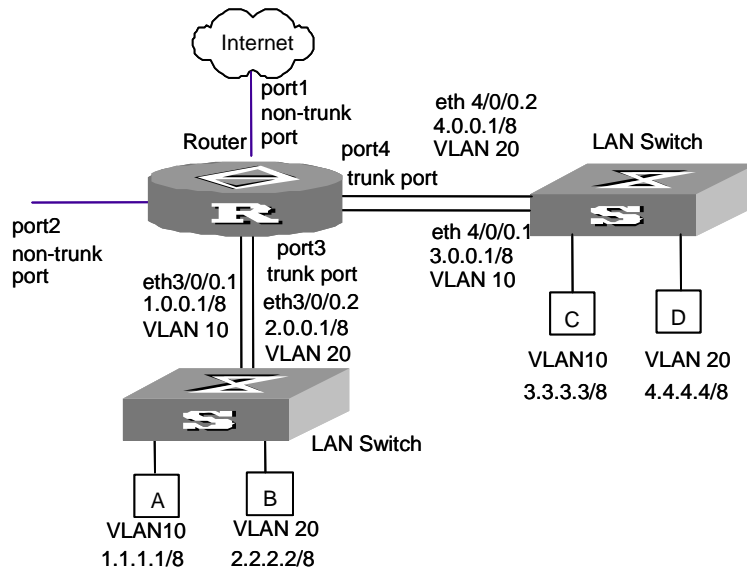 Internet
port1
non-trunk
port
Router
eth 4/0/0.2
4.0.0.1/8
VLAN 20
LAN Switch
port4
trunk port
R
S
port2
non-trunk
port
eth 4/0/0.1
3.0.0.1/8
VLAN 10
port3
trunk port
eth3/0/0.1
1.0.0.1/8
VLAN 10
eth3/0/0.2
2.0.0.1/8
VLAN 20
C
D
VLAN10
3.3.3.3/8
VLAN 20
4.4.4.4/8
S
LAN Switch
A
B
VLAN10
1.1.1.1/8
VLAN 20
2.2.2.2/8